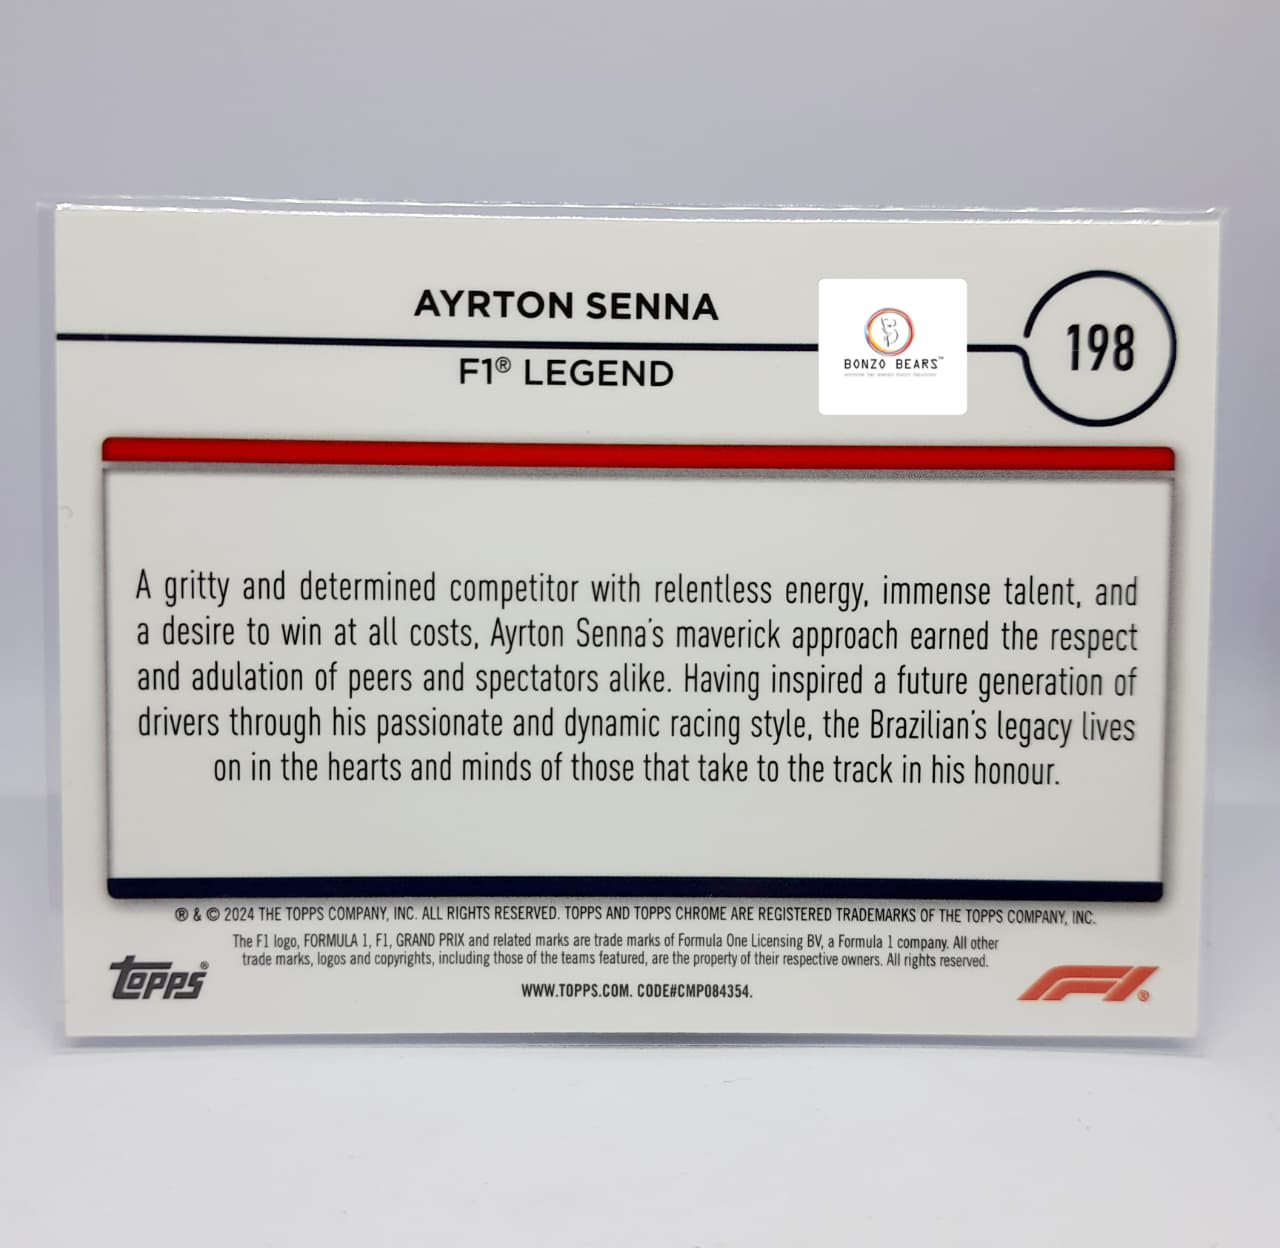 AYRTON SENNA
F1® LEGEND
198
BONZO BEARS™
A gritty and determined competitor with relentless energy, immense talent, and
a desire to win at all costs, Ayrton Senna's maverick approach earned the respect
and adulation of peers and spectators alike. Having inspired a future generation of
drivers through his passionate and dynamic racing style, the Brazilian's legacy lives
on in the hearts and minds of those that take to the track in his honour.
® & © 2024 THE TOPPS COMPANY, INC. ALL RIGHTS RESERVED. TOPPS AND TOPPS CHROME ARE REGISTERED TRADEMARKS OF THE TOPPS COMPANY, INC.
The F1 logo, FORMULA 1, F1, GRAND PRIX and related marks are trade marks of Formula One Licensing BV, a Formula 1 company. All other
trade marks, logos and copyrights, including those of the teams featured, are the property of their respective owners. All rights reserved.
WWW.TOPPS.COM. CODE#CMP084354.
TOPPS®
F1®